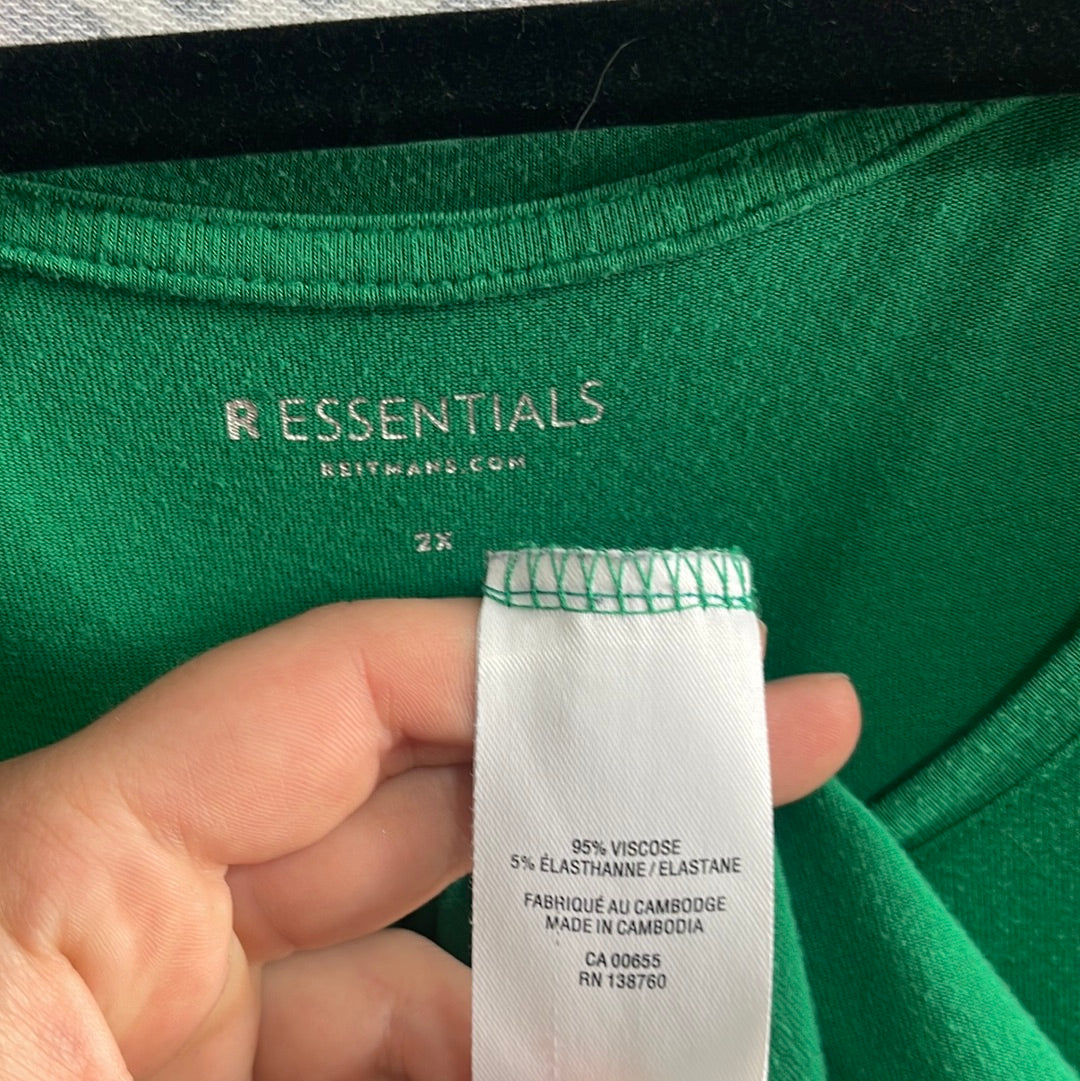 R ESSENTIALS
REITMANS.COM
2X
95% VISCOSE
5% ÉLASTHANNE / ELASTANE
FABRIQUÉ AU CAMBODGE
MADE IN CAMBODIA
CA 00655
RN 138760